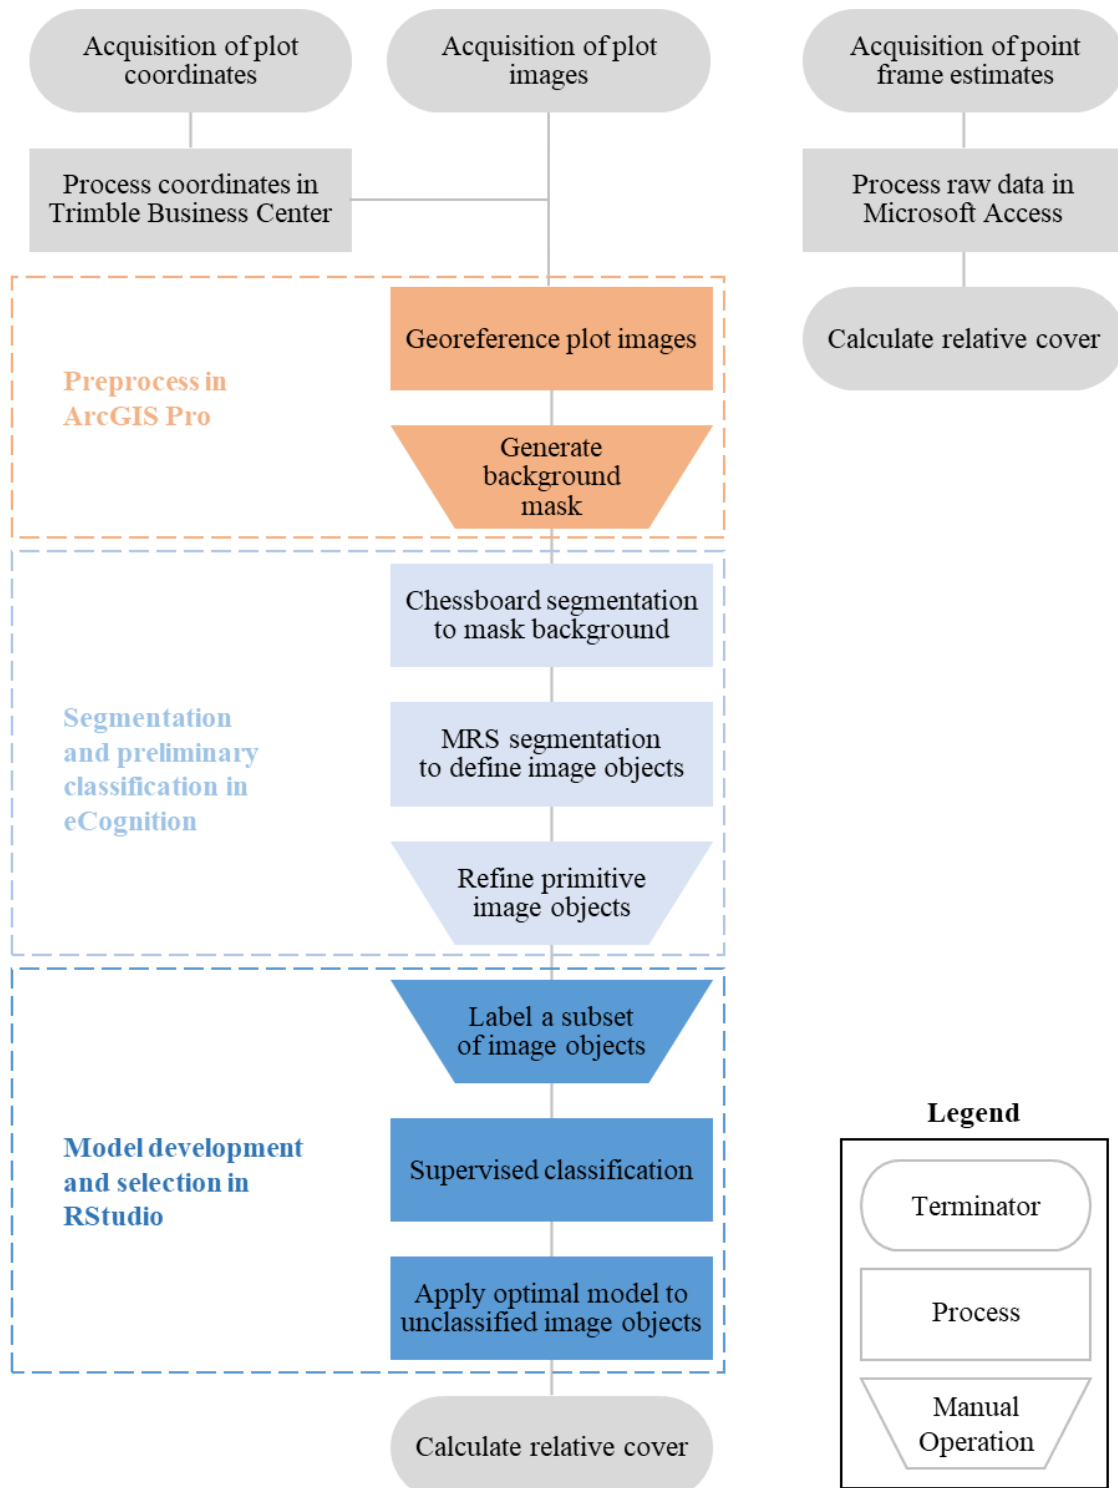 Acquisition of plot
coordinates
Acquisition of plot
images
Acquisition of point
frame estimates
Process coordinates in
Trimble Business Center
Process raw data in
Microsoft Access
Calculate relative cover
Preprocess in
ArcGIS Pro
Georeference plot images
Generate
background
mask
Segmentation
and preliminary
classification in
eCognition
Chessboard segmentation
to mask background
MRS segmentation
to define image objects
Refine primitive
image objects
Model development
and selection in
RStudio
Label a subset
of image objects
Supervised classification
Apply optimal model to
unclassified image objects
Calculate relative cover
Legend
Terminator
Process
Manual
Operation